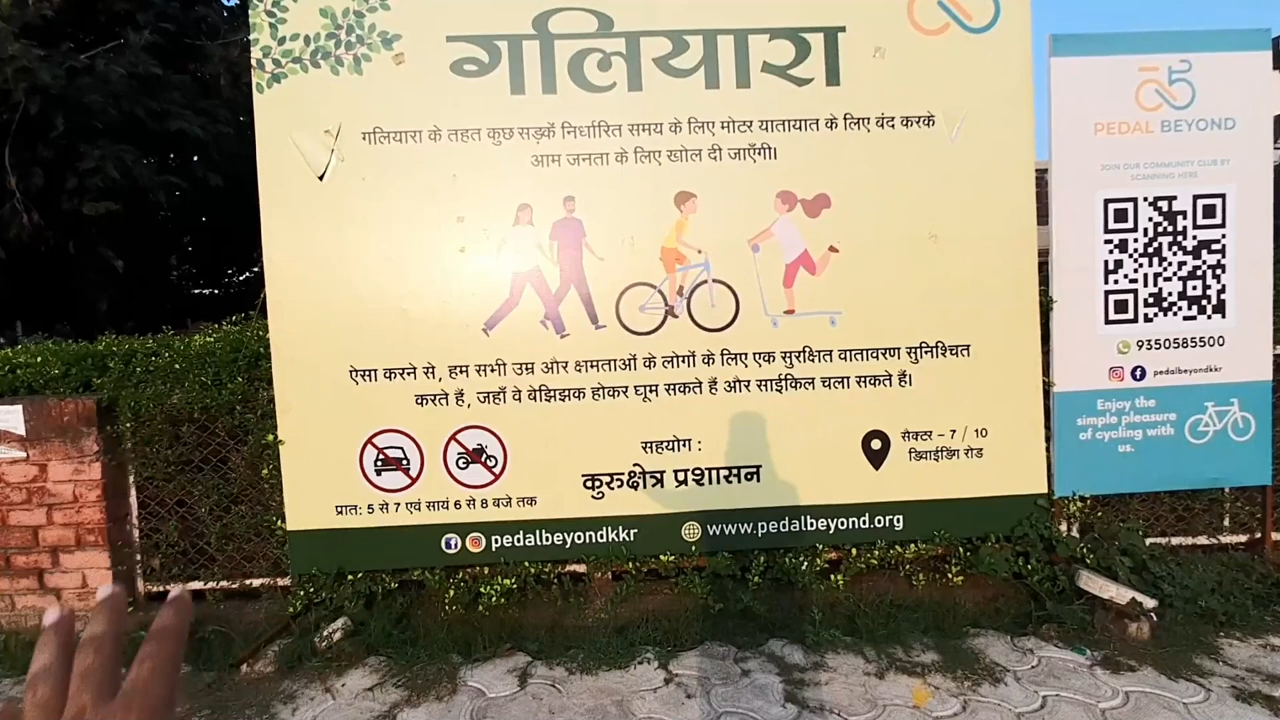 गलियारा
गलियारा के तहत कुछ सड़कें निर्धारित समय के लिए मोटर यातायात के लिए बंद करके
आम जनता के लिए खोल दी जाएँगी।
ऐसा करने से, हम सभी उम्र और क्षमताओं के लोगों के लिए एक सुरक्षित वातावरण सुनिश्चित
करते हैं, जहाँ वे बेझिझक होकर घूम सकते हैं और साईकिल चला सकते हैं।
प्रात: 5 से 7 एवं सायं 6 से 8 बजे तक
सहयोग :
कुरुक्षेत्र प्रशासन
सैक्टर – 7 / 10
डिवाईडिंग रोड
pedalbeyondkkr
www.pedalbeyond.org
PEDAL BEYOND
JOIN OUR COMMUNITY CLUB BY
SCANNING HERE
9350585500
pedalbeyondkkr
Enjoy the
simple pleasure
of cycling with
us.